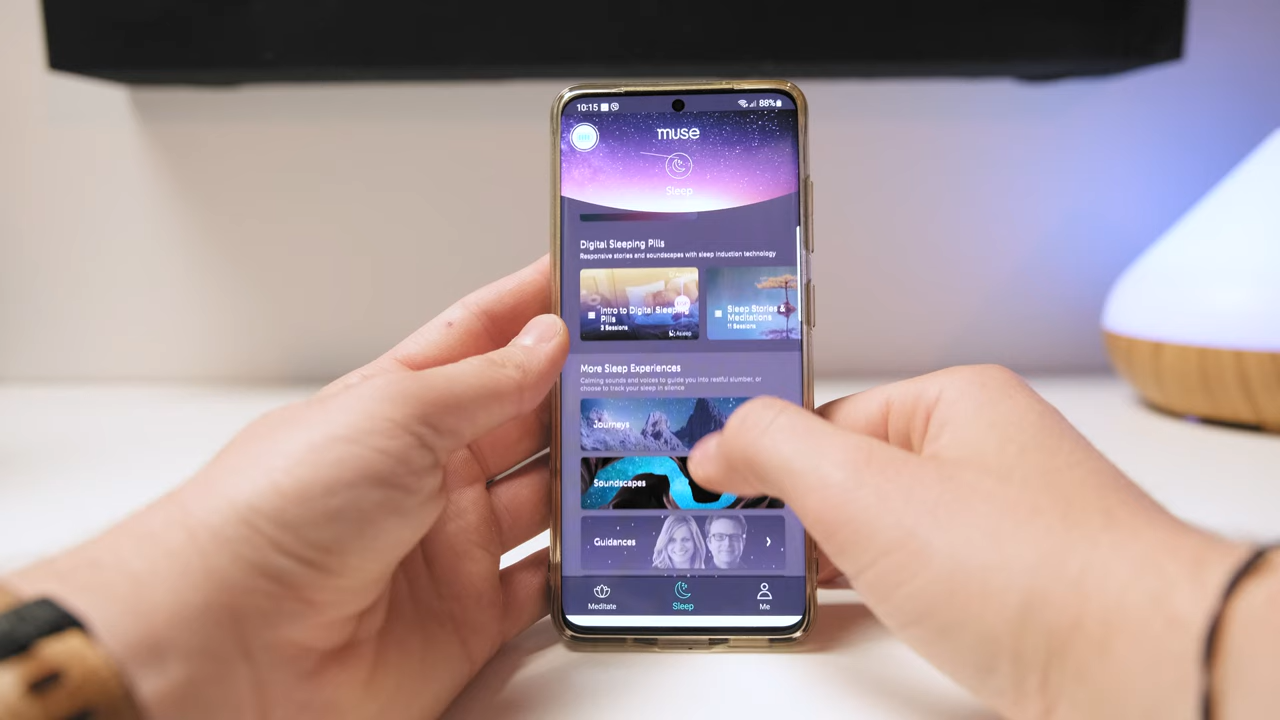 10:15
88%
muse
Sleep
Digital Sleeping Pills
Responsive stories and soundscapes with sleep induction technology
Intro to Digital Sleeping
Pills
3 Sessions
Asleep
Sleep Stories &
Meditations
11 Sessions
More Sleep Experiences
Calming sounds and voices to guide you into restful slumber, or
choose to track your sleep in silence
Journeys
Soundscapes
Guidances
Meditate
Sleep
Me